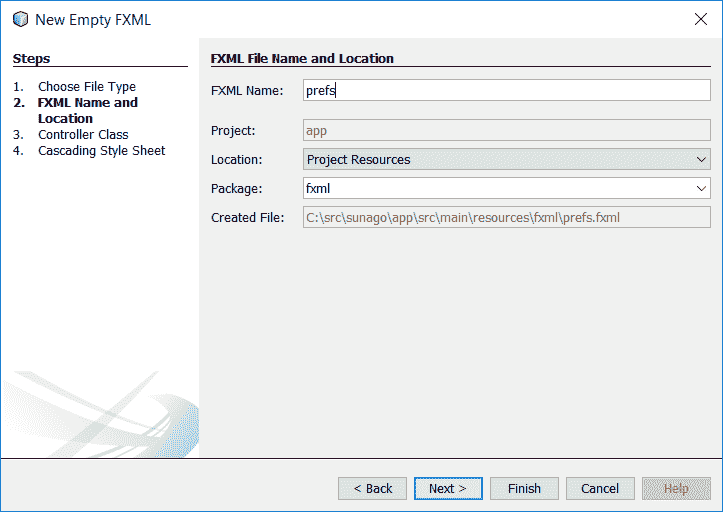 New Empty FXML
Steps
1. Choose File Type
2. FXML Name and
Location
3. Controller Class
4. Cascading Style Sheet
FXML File Name and Location
FXML Name: prefs
Project: app
Location: Project Resources
Package: fxml
Created File: C:\src\sunago\app\src\main\resources\fxml\prefs.fxml
< Back Next > Finish Cancel Help